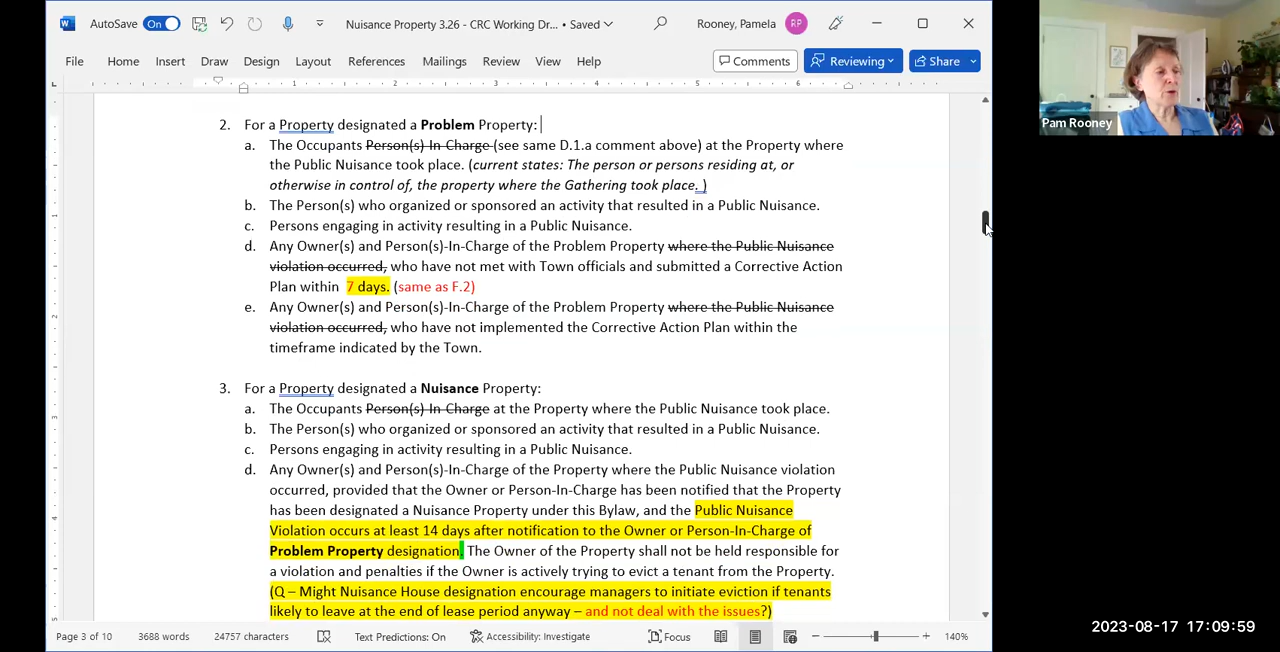 AutoSave On Nuisance Property 3.26 - CRC Working Dr... • Saved Rooney, Pamela RP
File Home Insert Draw Design Layout References Mailings Review View Help Comments Reviewing Share
1 2 3 4 5 6
2. For a Property designated a Problem Property:
a. The Occupants Person(s) In Charge (see same D.1.a comment above) at the Property where
the Public Nuisance took place. (current states: The person or persons residing at, or
otherwise in control of, the property where the Gathering took place. )
b. The Person(s) who organized or sponsored an activity that resulted in a Public Nuisance.
c. Persons engaging in activity resulting in a Public Nuisance.
d. Any Owner(s) and Person(s)-In-Charge of the Problem Property where the Public Nuisance
violation occurred, who have not met with Town officials and submitted a Corrective Action
Plan within 7 days. (same as F.2)
e. Any Owner(s) and Person(s)-In-Charge of the Problem Property where the Public Nuisance
violation occurred, who have not implemented the Corrective Action Plan within the
timeframe indicated by the Town.
3. For a Property designated a Nuisance Property:
a. The Occupants Person(s) In Charge at the Property where the Public Nuisance took place.
b. The Person(s) who organized or sponsored an activity that resulted in a Public Nuisance.
c. Persons engaging in activity resulting in a Public Nuisance.
d. Any Owner(s) and Person(s)-In-Charge of the Property where the Public Nuisance violation
occurred, provided that the Owner or Person-In-Charge has been notified that the Property
has been designated a Nuisance Property under this Bylaw, and the Public Nuisance
Violation occurs at least 14 days after notification to the Owner or Person-In-Charge of
Problem Property designation. The Owner of the Property shall not be held responsible for
a violation and penalties if the Owner is actively trying to evict a tenant from the Property.
(Q – Might Nuisance House designation encourage managers to initiate eviction if tenants
likely to leave at the end of lease period anyway – and not deal with the issues?)
Page 3 of 10 3688 words 24757 characters Text Predictions: On Accessibility: Investigate Focus 140%
Pam Rooney
2023-08-17 17:09:59